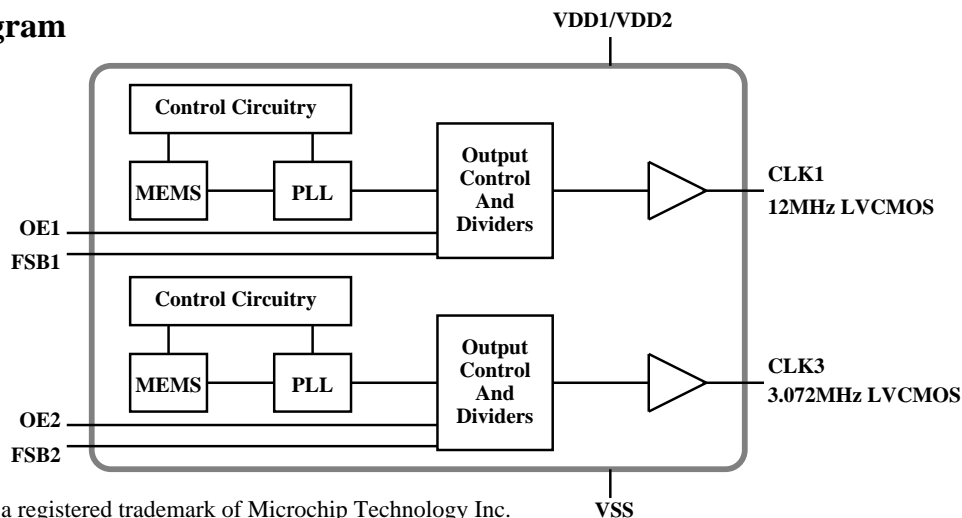 gram
VDD1/VDD2
Control Circuitry
MEMS
PLL
Output
Control
And
Dividers
CLK1
12MHz LVCMOS
OE1
FSB1
Control Circuitry
MEMS
PLL
Output
Control
And
Dividers
CLK3
3.072MHz LVCMOS
OE2
FSB2
VSS
a registered trademark of Microchip Technology Inc.